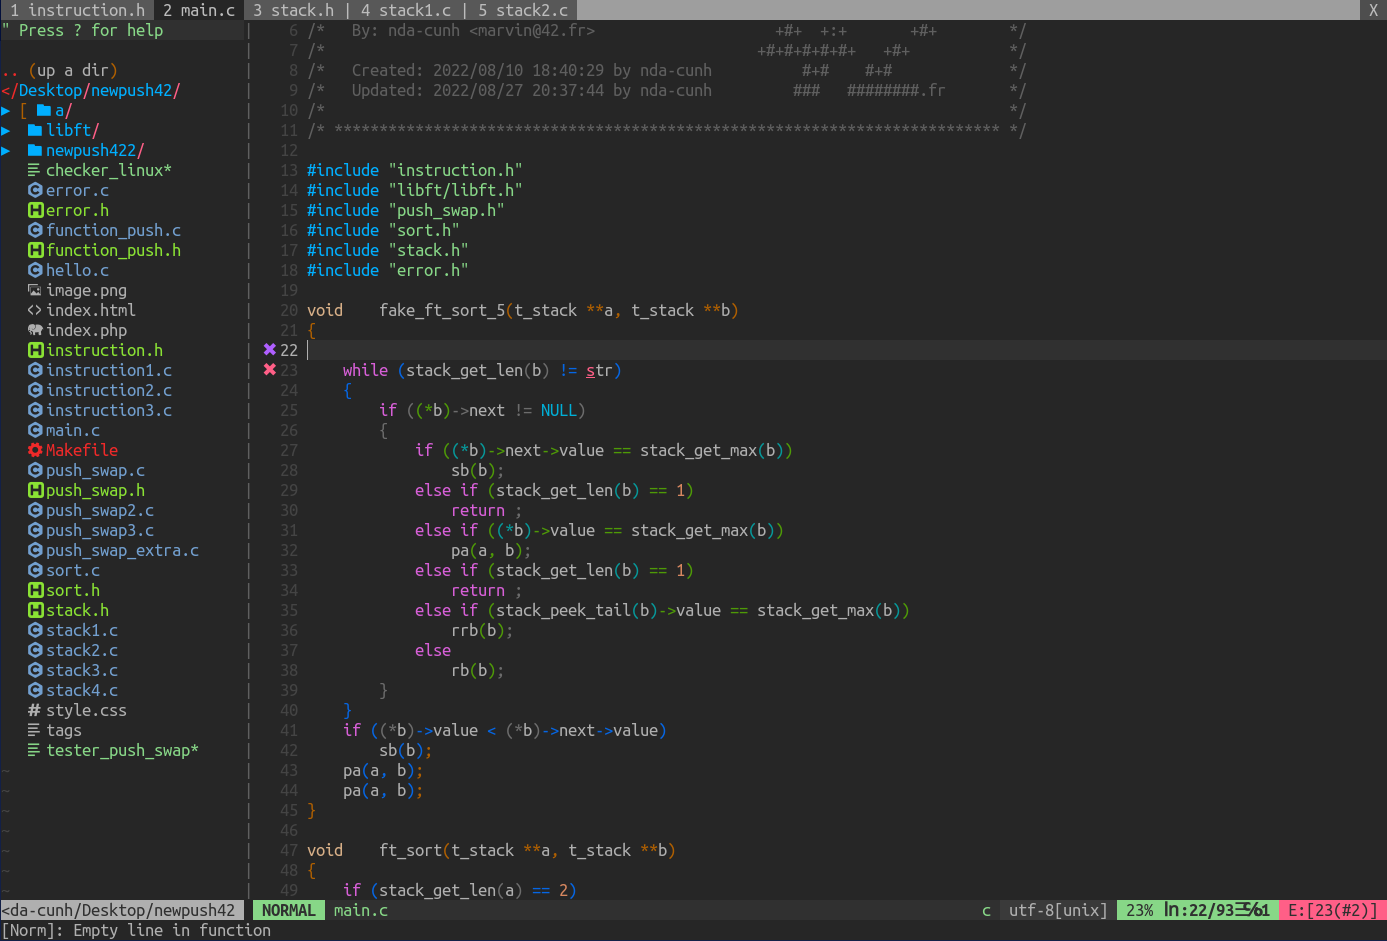 1 instruction.h  2 main.c  3 stack.h | 4 stack1.c | 5 stack2.c  X
" Press ? for help
.. (up a dir)
</Desktop/newpush42/
▶ [ a/
▶ libft/
▶ newpush422/
checker_linux*
error.c
error.h
function_push.c
function_push.h
hello.c
image.png
index.html
index.php
instruction.h
instruction1.c
instruction2.c
instruction3.c
main.c
Makefile
push_swap.c
push_swap.h
push_swap2.c
push_swap3.c
push_swap_extra.c
sort.c
sort.h
stack.h
stack1.c
stack2.c
stack3.c
stack4.c
style.css
tags
tester_push_swap*
~
~
~
~
~
~
~
6 /*   By: nda-cunh <marvin@42.fr>                    +#+  +:+       +#+        */
7 /*                                                +#+#+#+#+#+   +#+           */
8 /*   Created: 2022/08/10 18:40:29 by nda-cunh          #+#    #+#             */
9 /*   Updated: 2022/08/27 20:37:44 by nda-cunh         ###   ########.fr       */
10 /*                                                                            */
11 /* ************************************************************************** */
12
13 #include "instruction.h"
14 #include "libft/libft.h"
15 #include "push_swap.h"
16 #include "sort.h"
17 #include "stack.h"
18 #include "error.h"
19
20 void    fake_ft_sort_5(t_stack **a, t_stack **b)
21 {
✖ 22
✖ 23     while (stack_get_len(b) != str)
24     {
25         if ((*b)->next != NULL)
26         {
27             if ((*b)->next->value == stack_get_max(b))
28                 sb(b);
29             else if (stack_get_len(b) == 1)
30                 return ;
31             else if ((*b)->value == stack_get_max(b))
32                 pa(a, b);
33             else if (stack_get_len(b) == 1)
34                 return ;
35             else if (stack_peek_tail(b)->value == stack_get_max(b))
36                 rrb(b);
37             else
38                 rb(b);
39         }
40     }
41     if ((*b)->value < (*b)->next->value)
42         sb(b);
43     pa(a, b);
44     pa(a, b);
45 }
46
47 void    ft_sort(t_stack **a, t_stack **b)
48 {
49     if (stack_get_len(a) == 2)
<da-cunh/Desktop/newpush42  NORMAL  main.c  c  utf-8[unix]  23% ln:22/93☰℅1  E:[23(#2)]
[Norm]: Empty line in function